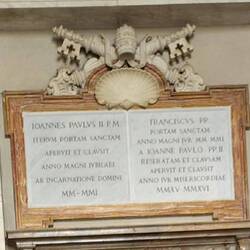 IOANNES PAVLVS II P.M.
ITERVM PORTAM SANCTAM
APERVIT ET CLAVSIT
ANNO MAGNI IVBILAEI
AB INCARNATIONE DOMINI
MM-MMI
FRANCISCVS PP.
PORTAM SANCTAM
ANNO MAGNI IVB MM-MMI
A IOANNE PAVLO PP. II
RESERATAM ET CLAVSAM
APERVIT ET CLAVSIT
ANNO IVB MISERICORDIAE
MMXV-MMXVI